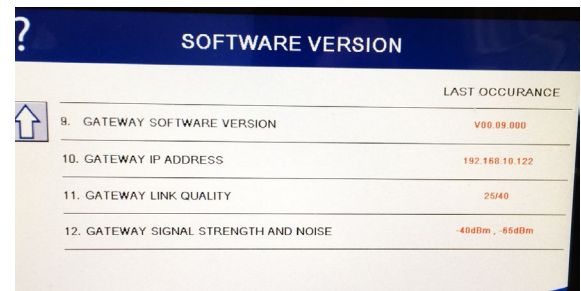 ?
SOFTWARE VERSION
LAST OCCURANCE
9. GATEWAY SOFTWARE VERSION V00.09.000
10. GATEWAY IP ADDRESS 192.168.10.122
11. GATEWAY LINK QUALITY 25/40
12. GATEWAY SIGNAL STRENGTH AND NOISE -40dBm , -65dBm